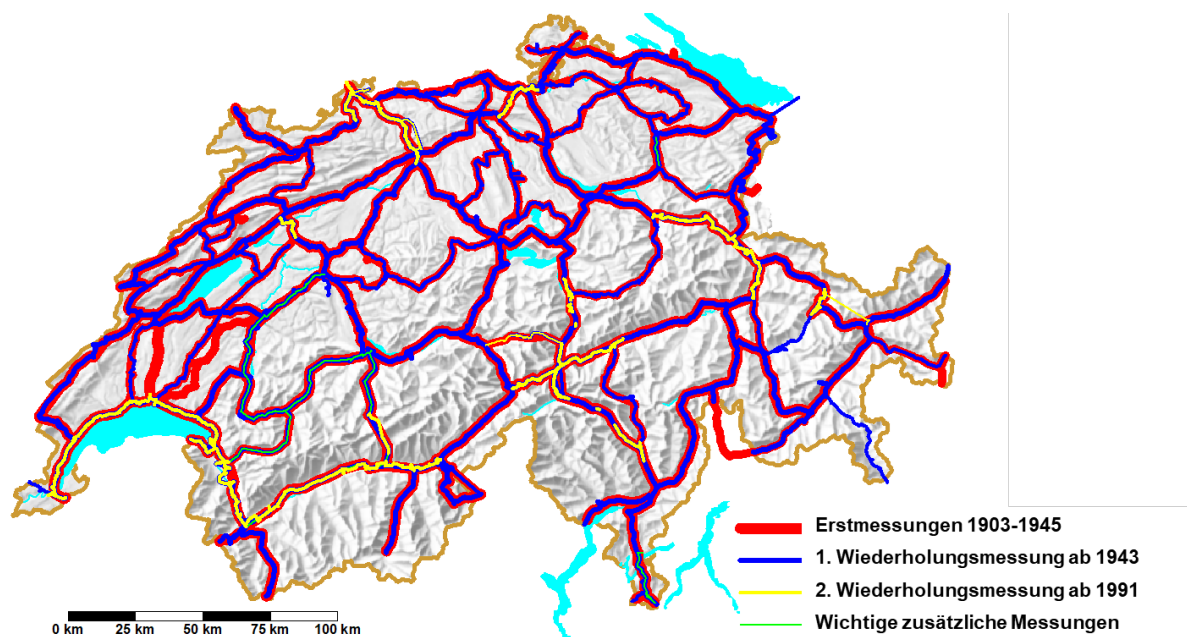 Erstmessungen 1903-1945
1. Wiederholungsmessung ab 1943
2. Wiederholungsmessung ab 1991
Wichtige zusätzliche Messungen
0 km 25 km 50 km 75 km 100 km